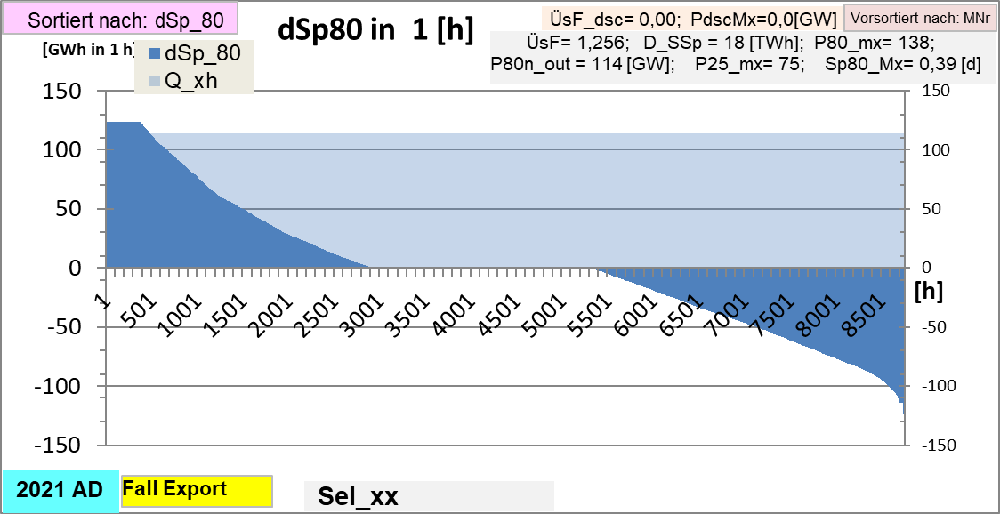 Sortiert nach: dSp_80
dSp80 in 1 [h]
ÜsF_dsc= 0,00; PdscMx=0,0[GW]
Vorsortiert nach: MNr
[GWh in 1 h]
dSp_80
Q_xh
ÜsF= 1,256; D_SSp = 18 [TWh]; P80_mx= 138;
P80n_out = 114 [GW]; P25_mx= 75; Sp80_Mx= 0,39 [d]
150 150
100 100
50 50
0 0
[h]
1 501 1001 1501 2001 2501 3001 3501 4001 4501 5001 5501 6001 6501 7001 7501 8001 8501
-50 -50
-100 -100
-150 -150
2021 AD
Fall Export
Sel_xx